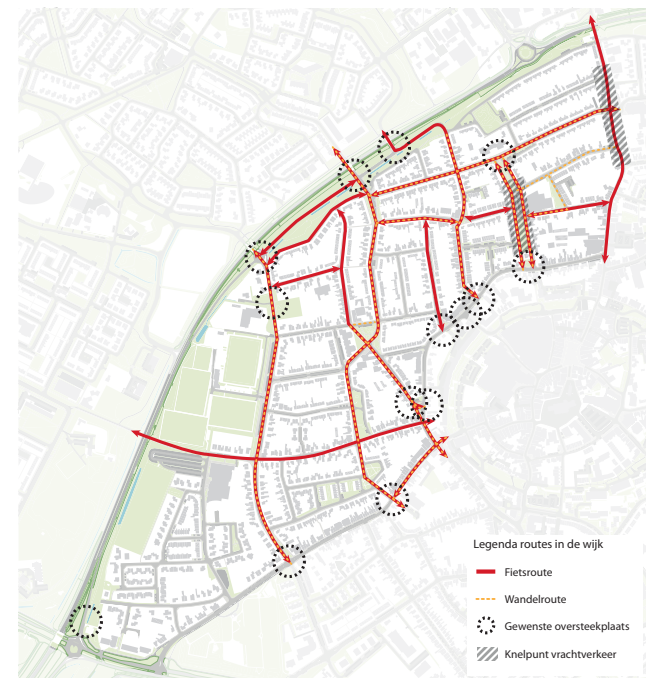 Legenda routes in de wijk
Fietsroute
Wandelroute
Gewenste oversteekplaats
Knelpunt vrachtverkeer